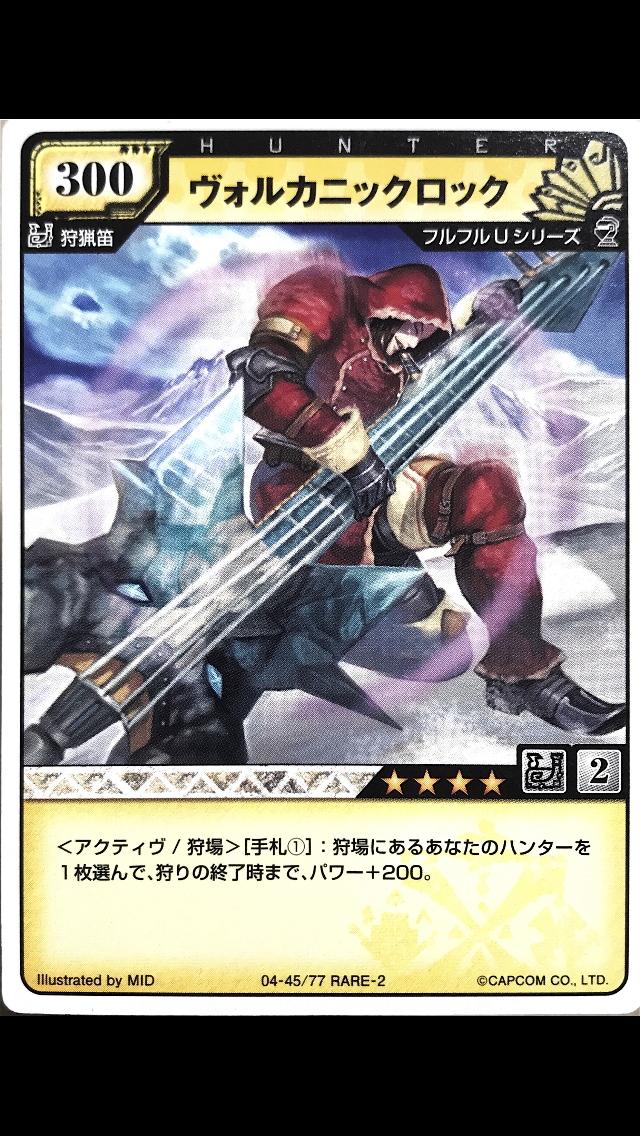 HUNTER
300
ヴォルカニックロック
狩猟笛
フルフルUシリーズ
2
2
<アクティヴ / 狩場>[手札①]:狩場にあるあなたのハンターを
1枚選んで、狩りの終了時まで、パワー+200。
Illustrated by MID
04-45/77 RARE-2
©CAPCOM CO., LTD.